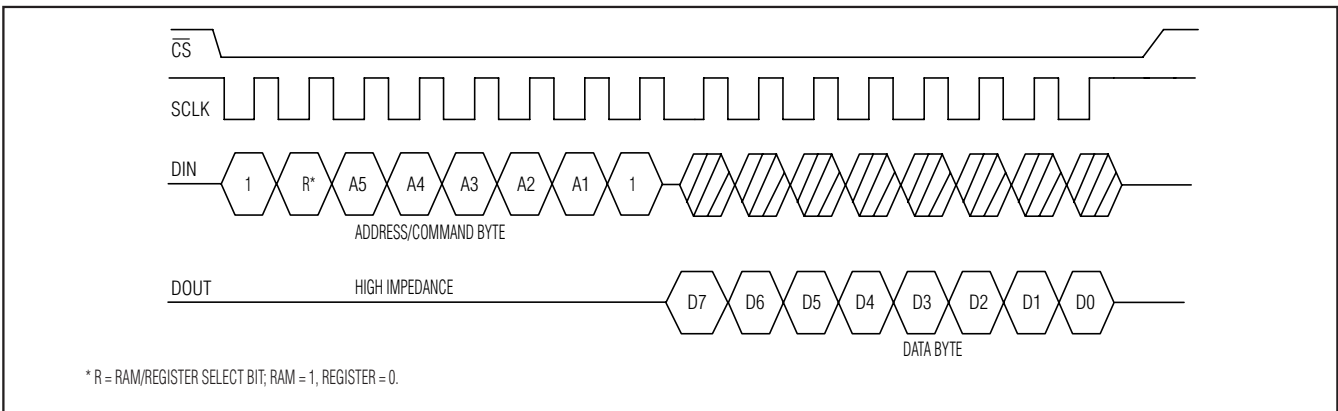 CS
SCLK
DIN
1 R* A5 A4 A3 A2 A1 1
ADDRESS/COMMAND BYTE
DOUT
HIGH IMPEDANCE
D7 D6 D5 D4 D3 D2 D1 D0
DATA BYTE
* R = RAM/REGISTER SELECT BIT; RAM = 1, REGISTER = 0.